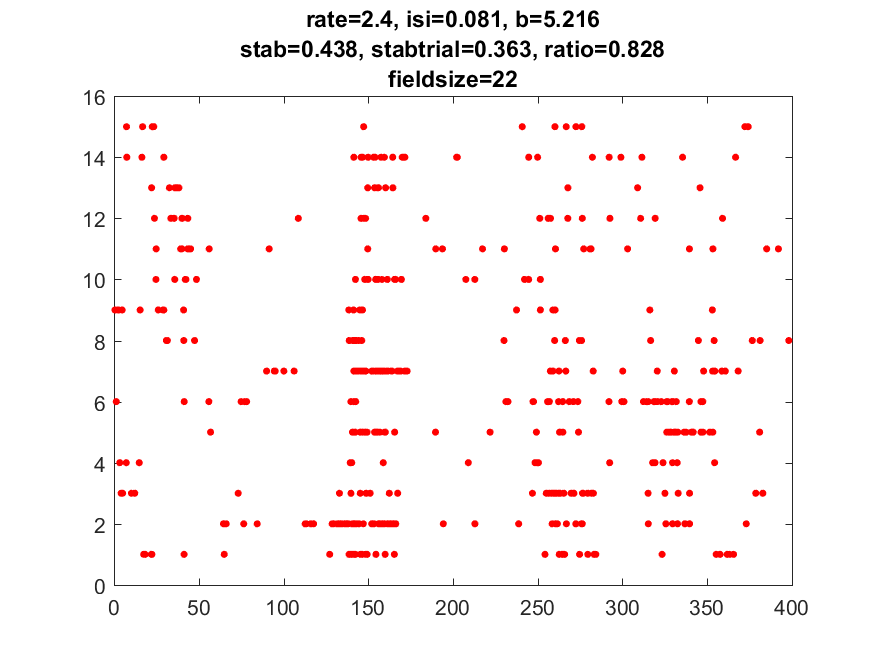 rate=2.4, isi=0.081, b=5.216
stab=0.438, stabtrial=0.363, ratio=0.828
fieldsize=22
16
14
12
10
8
6
4
2
0
0 50 100 150 200 250 300 350 400